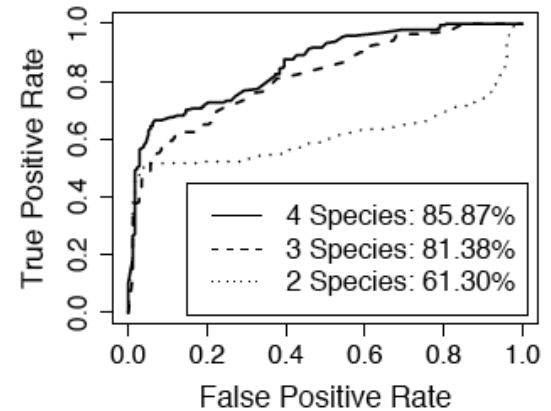 True Positive Rate
1.0
0.8
0.6
0.4
0.2
0.0
4 Species: 85.87%
3 Species: 81.38%
2 Species: 61.30%
0.0 0.2 0.4 0.6 0.8 1.0
False Positive Rate